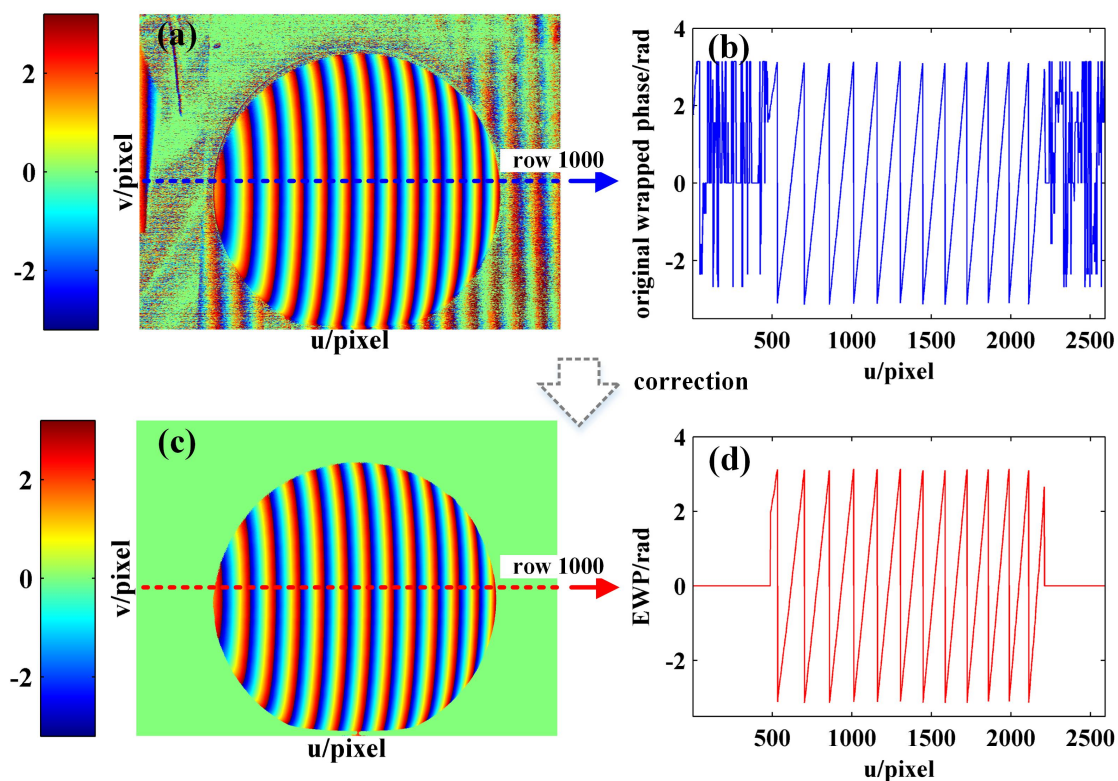 (a)
2
0
-2
v/pixel
row 1000
u/pixel
(b)
original wrapped phase/rad
4
2
0
-2
500 1000 1500 2000 2500
u/pixel
correction
(c)
2
0
-2
v/pixel
row 1000
u/pixel
(d)
EWP/rad
4
2
0
-2
500 1000 1500 2000 2500
u/pixel